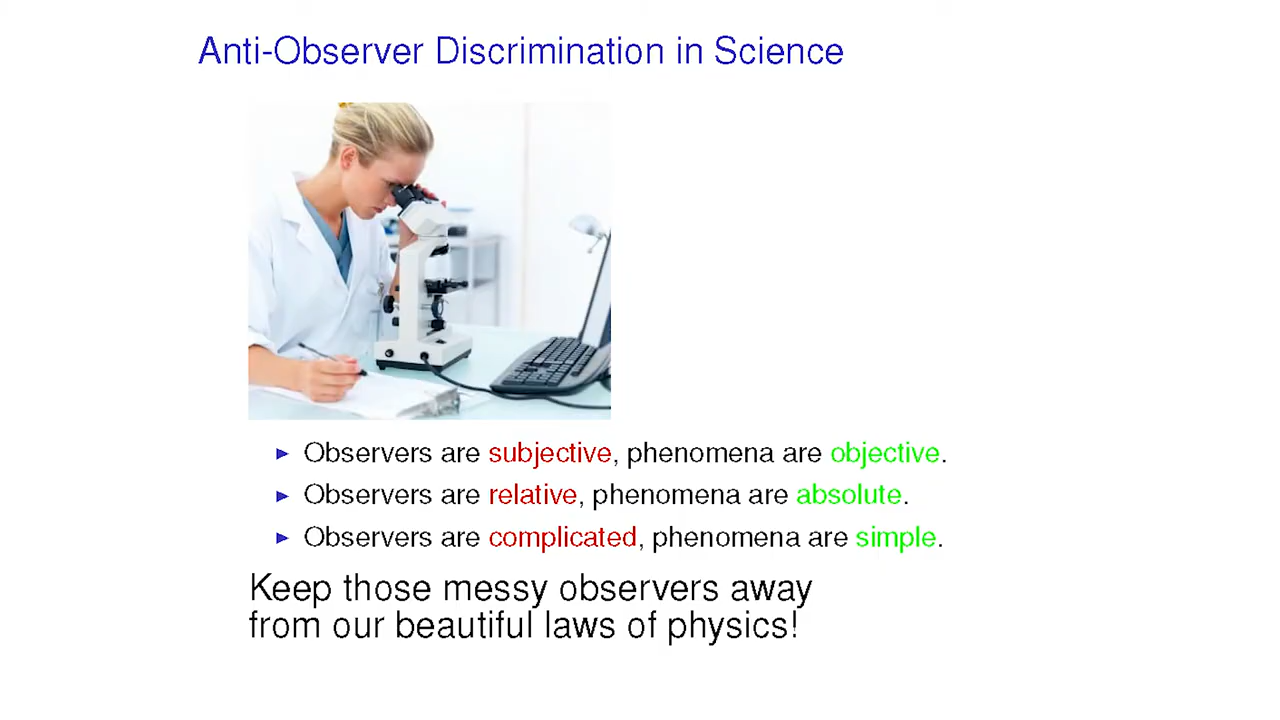 Anti-Observer Discrimination in Science
Observers are subjective, phenomena are objective.
Observers are relative, phenomena are absolute.
Observers are complicated, phenomena are simple.
Keep those messy observers away
from our beautiful laws of physics!